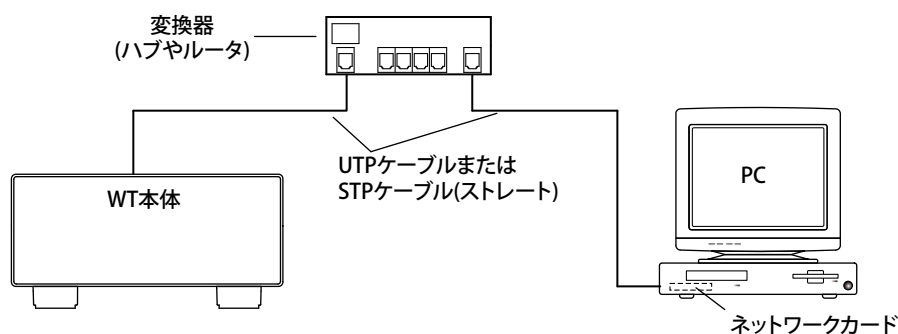 変換器
(ハブやルータ)
UTPケーブルまたは
STPケーブル(ストレート)
WT本体
PC
ネットワークカード